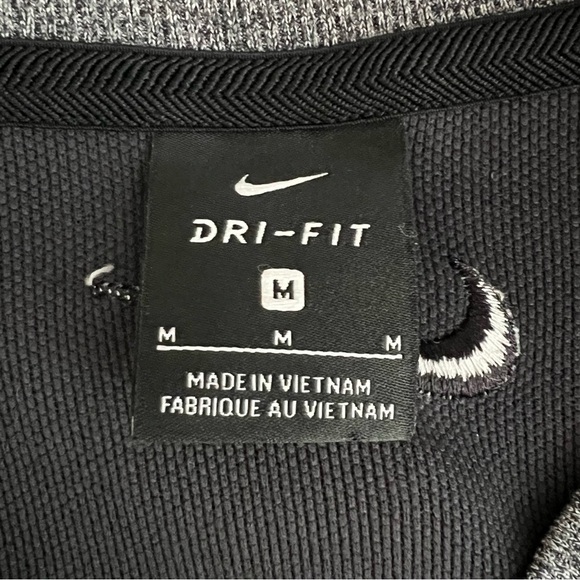 DRI-FIT
M
M M M
MADE IN VIETNAM
FABRIQUE AU VIETNAM